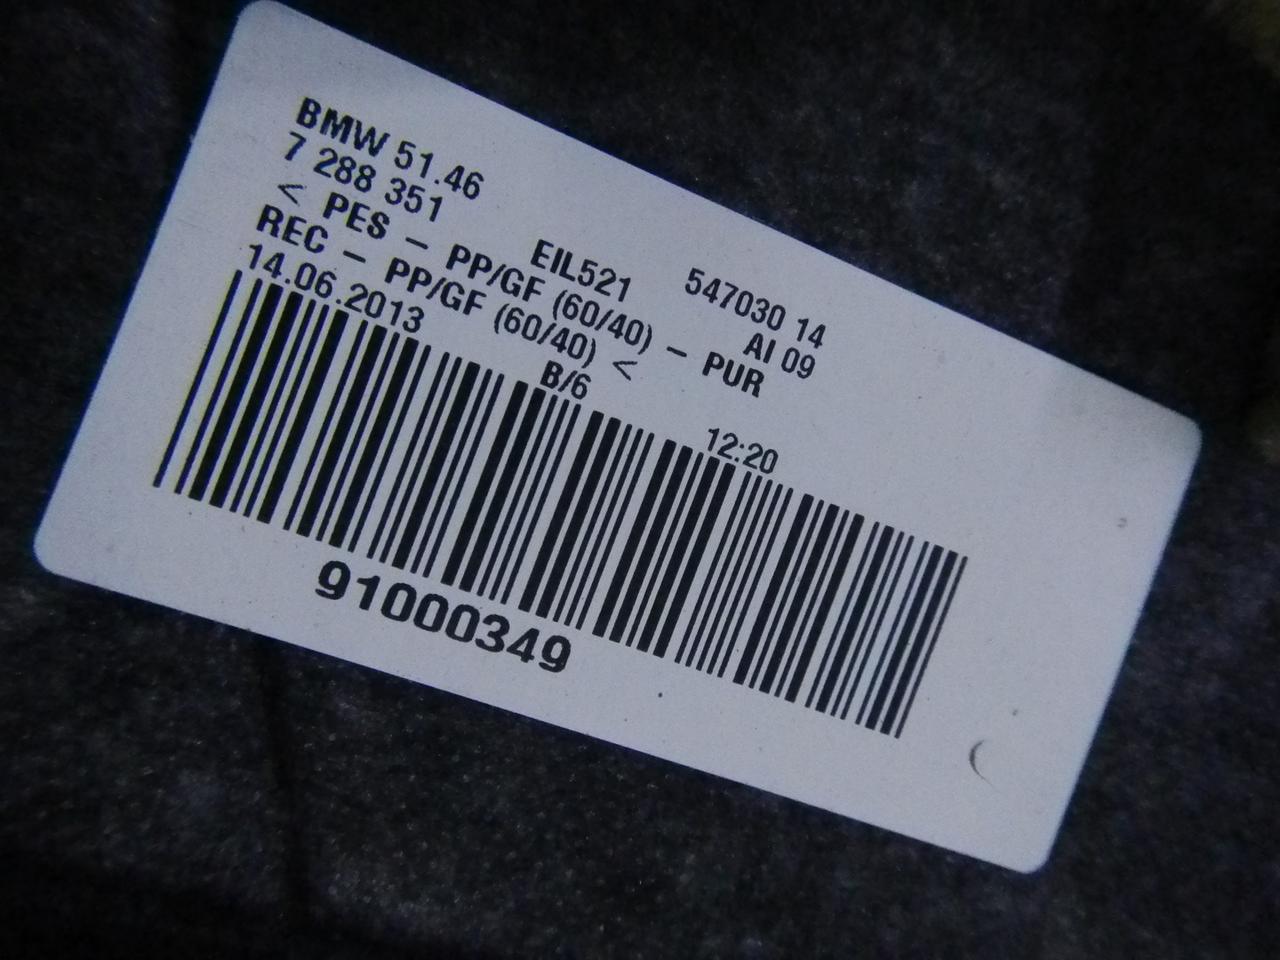 BMW 51.46
7 288 351 EIL521 547030 14
< PES - PP/GF (60/40) - PUR AI 09
REC - PP/GF (60/40) <
14.06.2013 B/6 12:20
91000349